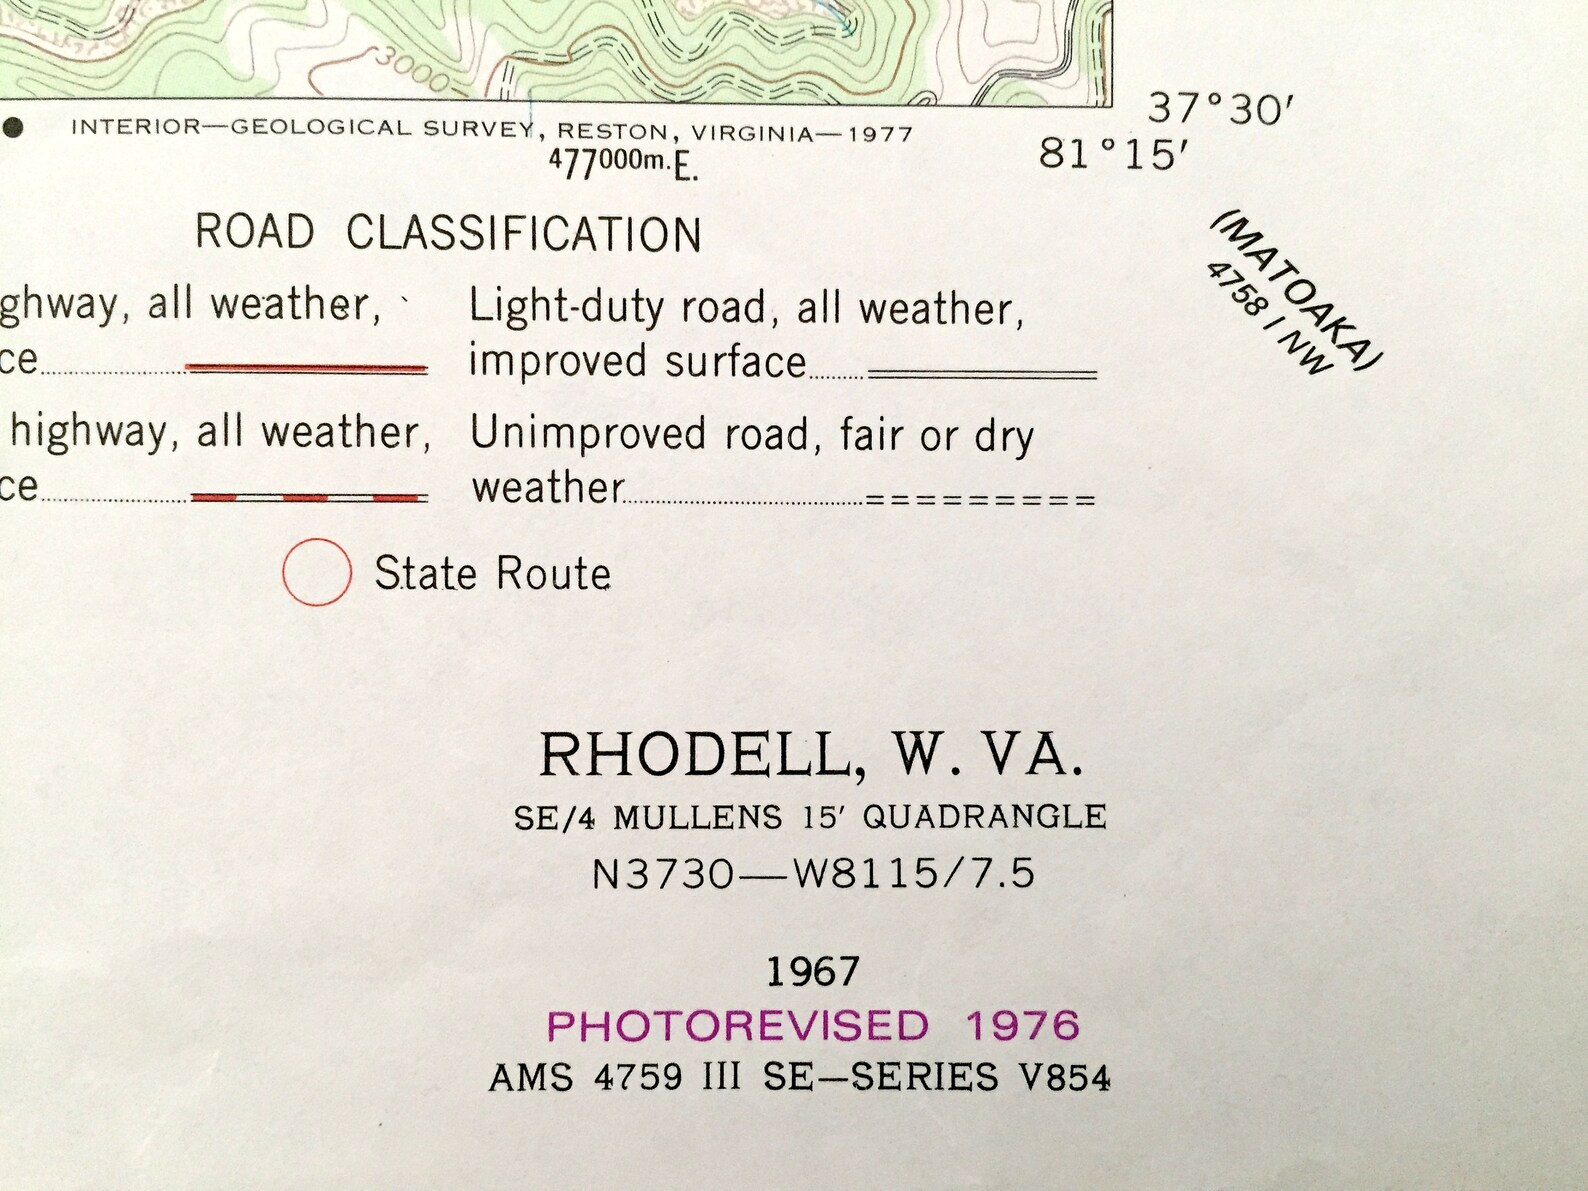 3000
37°30′
INTERIOR—GEOLOGICAL SURVEY, RESTON, VIRGINIA—1977
81°15′
477000m.E.
(MATOAKA)
4758 I NW
ROAD CLASSIFICATION
ghway, all weather,
ce
Light-duty road, all weather,
improved surface
highway, all weather,
ce
Unimproved road, fair or dry
weather
State Route
RHODELL, W. VA.
SE/4 MULLENS 15′ QUADRANGLE
N3730—W8115/7.5
1967
PHOTOREVISED 1976
AMS 4759 III SE—SERIES V854